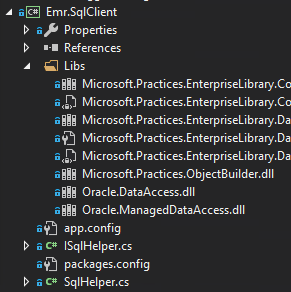 Emr.SqlClient
Properties
References
Libs
Microsoft.Practices.EnterpriseLibrary.Co
Microsoft.Practices.EnterpriseLibrary.Co
Microsoft.Practices.EnterpriseLibrary.Da
Microsoft.Practices.EnterpriseLibrary.Da
Microsoft.Practices.EnterpriseLibrary.Da
Microsoft.Practices.ObjectBuilder.dll
Oracle.DataAccess.dll
Oracle.ManagedDataAccess.dll
app.config
C# ISqlHelper.cs
packages.config
C# SqlHelper.cs